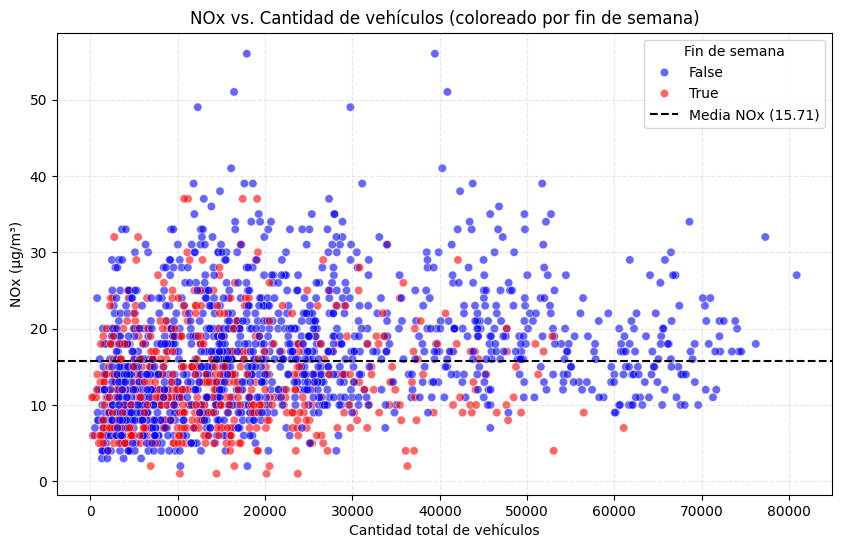 NOx vs. Cantidad de vehículos (coloreado por fin de semana)
Fin de semana
False
True
Media NOx (15.71)
NOx (µg/m³)
50
40
30
20
10
0
0 10000 20000 30000 40000 50000 60000 70000 80000
Cantidad total de vehículos